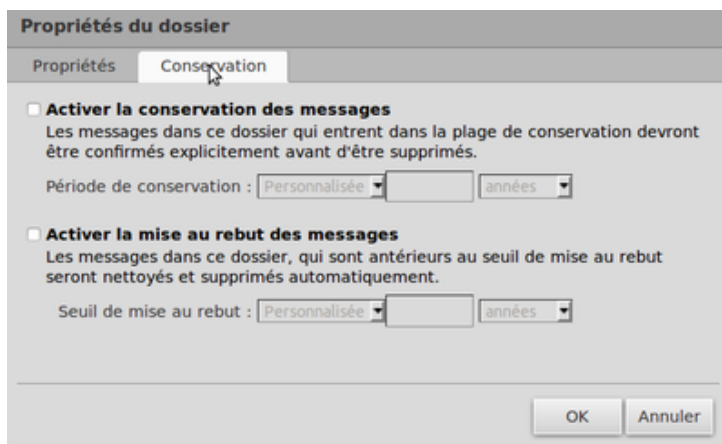 Propriétés du dossier
Propriétés Conservation
Activer la conservation des messages
Les messages dans ce dossier qui entrent dans la plage de conservation devront
être confirmés explicitement avant d'être supprimés.
Période de conservation : Personnalisée années
Activer la mise au rebut des messages
Les messages dans ce dossier, qui sont antérieurs au seuil de mise au rebut
seront nettoyés et supprimés automatiquement.
Seuil de mise au rebut : Personnalisée années
OK Annuler